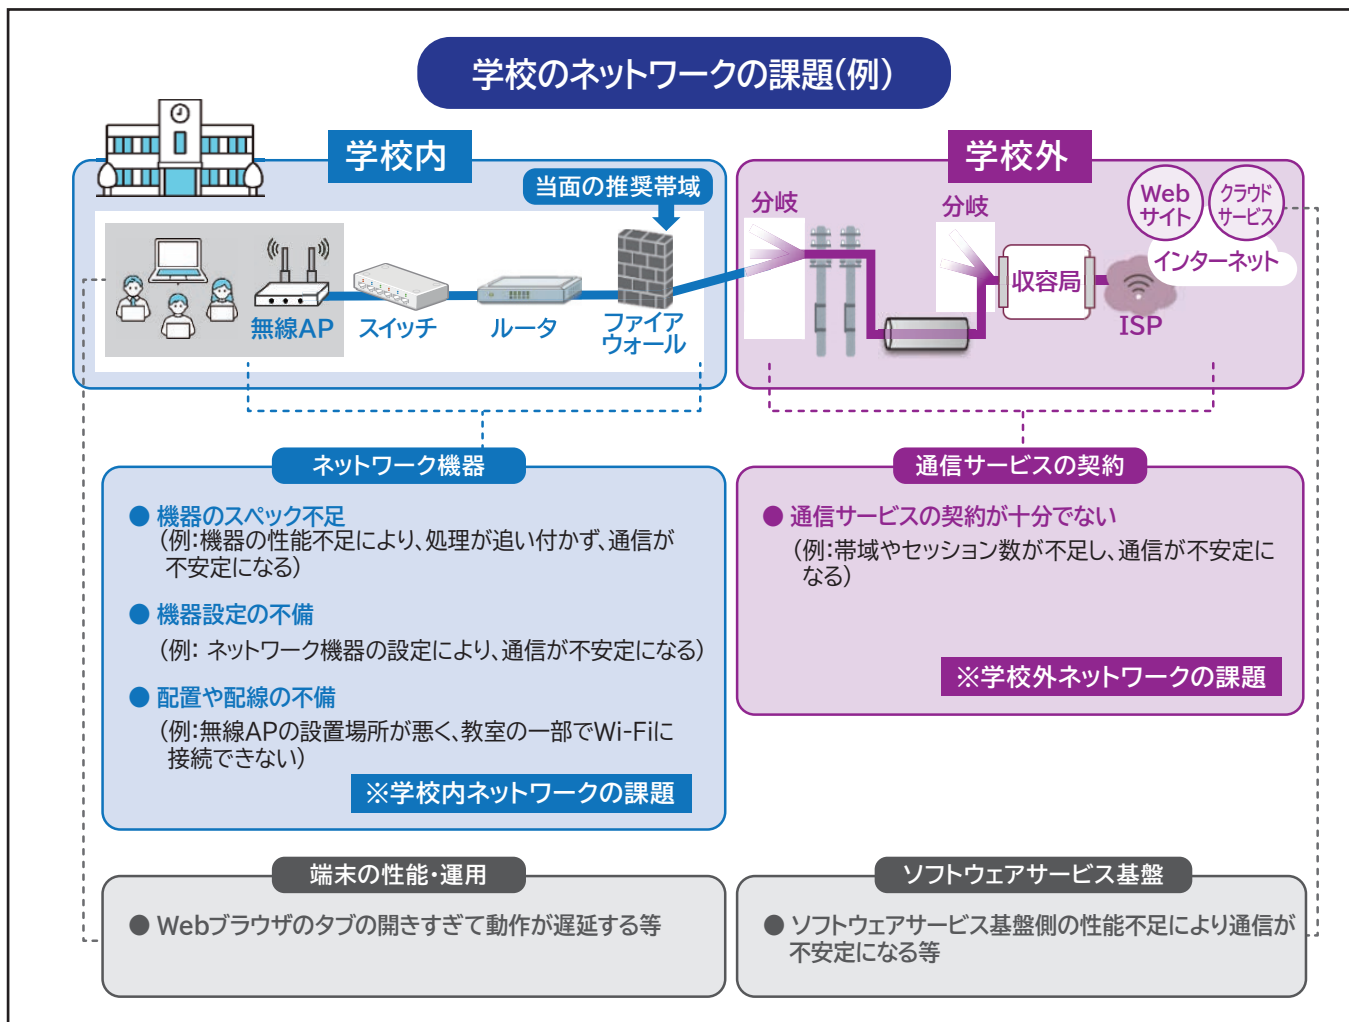 学校のネットワークの課題(例)
学校内
学校外
当面の推奨帯域
分岐
分岐
Web
サイト
クラウド
サービス
インターネット
収容局
ISP
無線AP
スイッチ
ルータ
ファイア
ウォール
ネットワーク機器
● 機器のスペック不足
(例:機器の性能不足により、処理が追い付かず、通信が
不安定になる)
● 機器設定の不備
(例: ネットワーク機器の設定により、通信が不安定になる)
● 配置や配線の不備
(例:無線APの設置場所が悪く、教室の一部でWi-Fiに
接続できない)
※学校内ネットワークの課題
通信サービスの契約
● 通信サービスの契約が十分でない
(例:帯域やセッション数が不足し、通信が不安定に
なる)
※学校外ネットワークの課題
端末の性能・運用
● Webブラウザのタブの開きすぎて動作が遅延する等
ソフトウェアサービス基盤
● ソフトウェアサービス基盤側の性能不足により通信が
不安定になる等